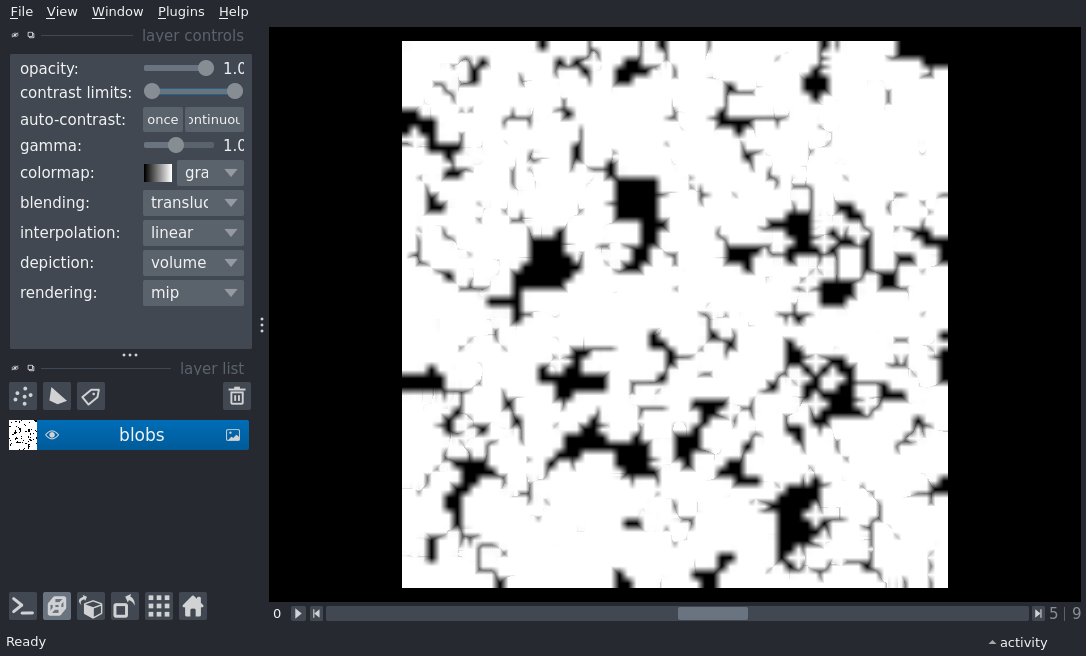 File View Window Plugins Help
layer controls
opacity: 1.0
contrast limits:
auto-contrast: once ontinuou
gamma: 1.0
colormap: gra
blending: transluc
interpolation: linear
depiction: volume
rendering: mip
layer list
blobs
0 5 | 9
Ready activity